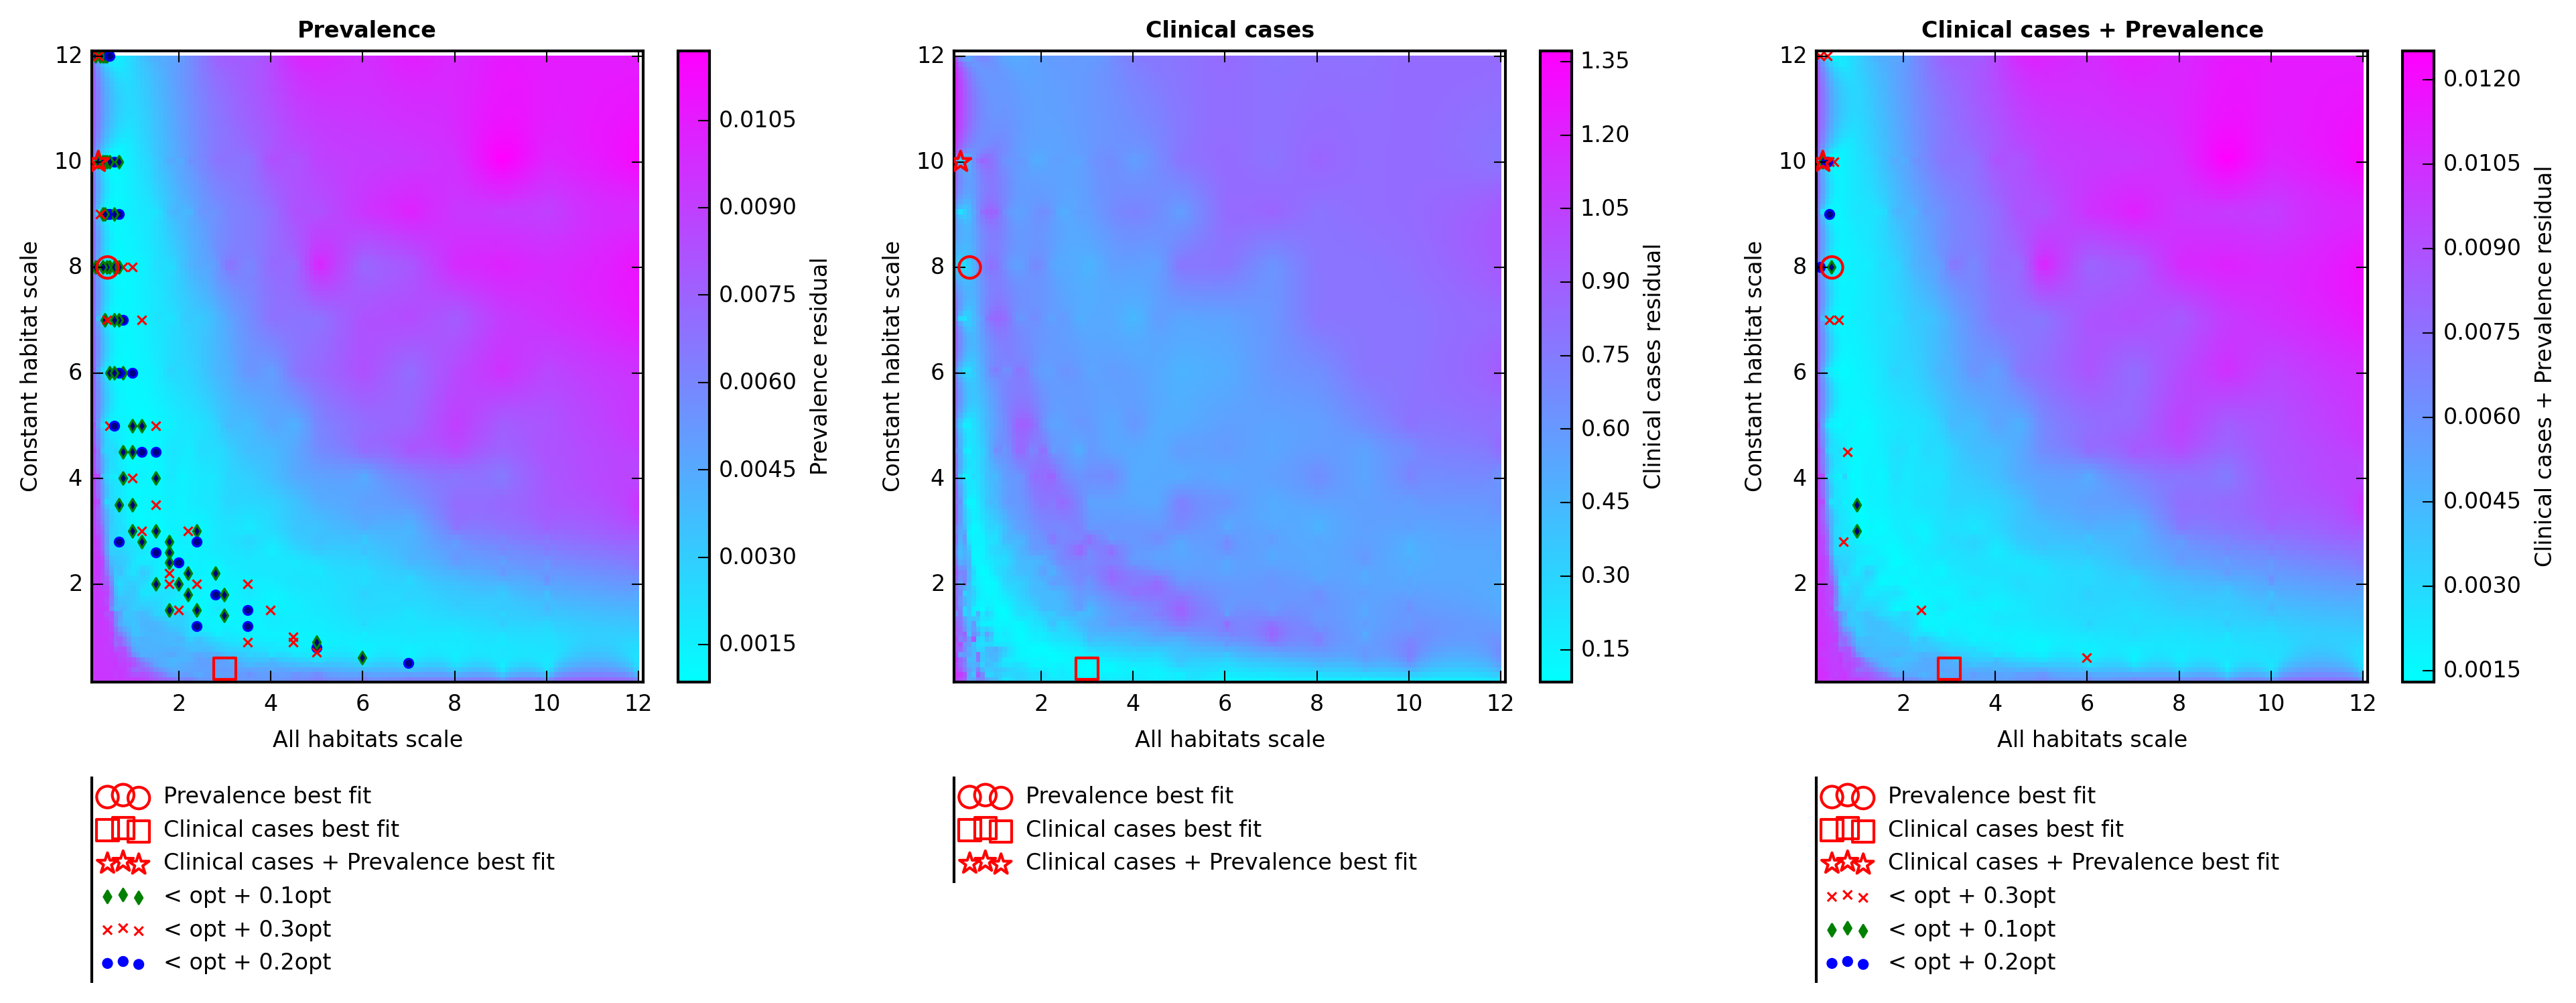 Prevalence
12
10
8
6
4
2
Constant habitat scale
2 4 6 8 10 12
All habitats scale
0.0105
0.0090
0.0075
0.0060
0.0045
0.0030
0.0015
Prevalence residual
Prevalence best fit
Clinical cases best fit
Clinical cases + Prevalence best fit
< opt + 0.1opt
< opt + 0.3opt
< opt + 0.2opt
Clinical cases
12
10
8
6
4
2
Constant habitat scale
2 4 6 8 10 12
All habitats scale
1.35
1.20
1.05
0.90
0.75
0.60
0.45
0.30
0.15
Clinical cases residual
Prevalence best fit
Clinical cases best fit
Clinical cases + Prevalence best fit
Clinical cases + Prevalence
12
10
8
6
4
2
Constant habitat scale
2 4 6 8 10 12
All habitats scale
0.0120
0.0105
0.0090
0.0075
0.0060
0.0045
0.0030
0.0015
Clinical cases + Prevalence residual
Prevalence best fit
Clinical cases best fit
Clinical cases + Prevalence best fit
< opt + 0.3opt
< opt + 0.1opt
< opt + 0.2opt